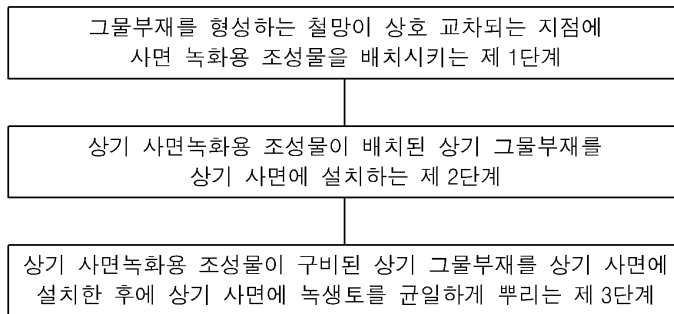 그물부재를 형성하는 철망이 상호 교차되는 지점에
사면 녹화용 조성물을 배치시키는 제 1단계
상기 사면녹화용 조성물이 배치된 상기 그물부재를
상기 사면에 설치하는 제 2단계
상기 사면녹화용 조성물이 구비된 상기 그물부재를 상기 사면에
설치한 후에 상기 사면에 녹생토를 균일하게 뿌리는 제 3단계